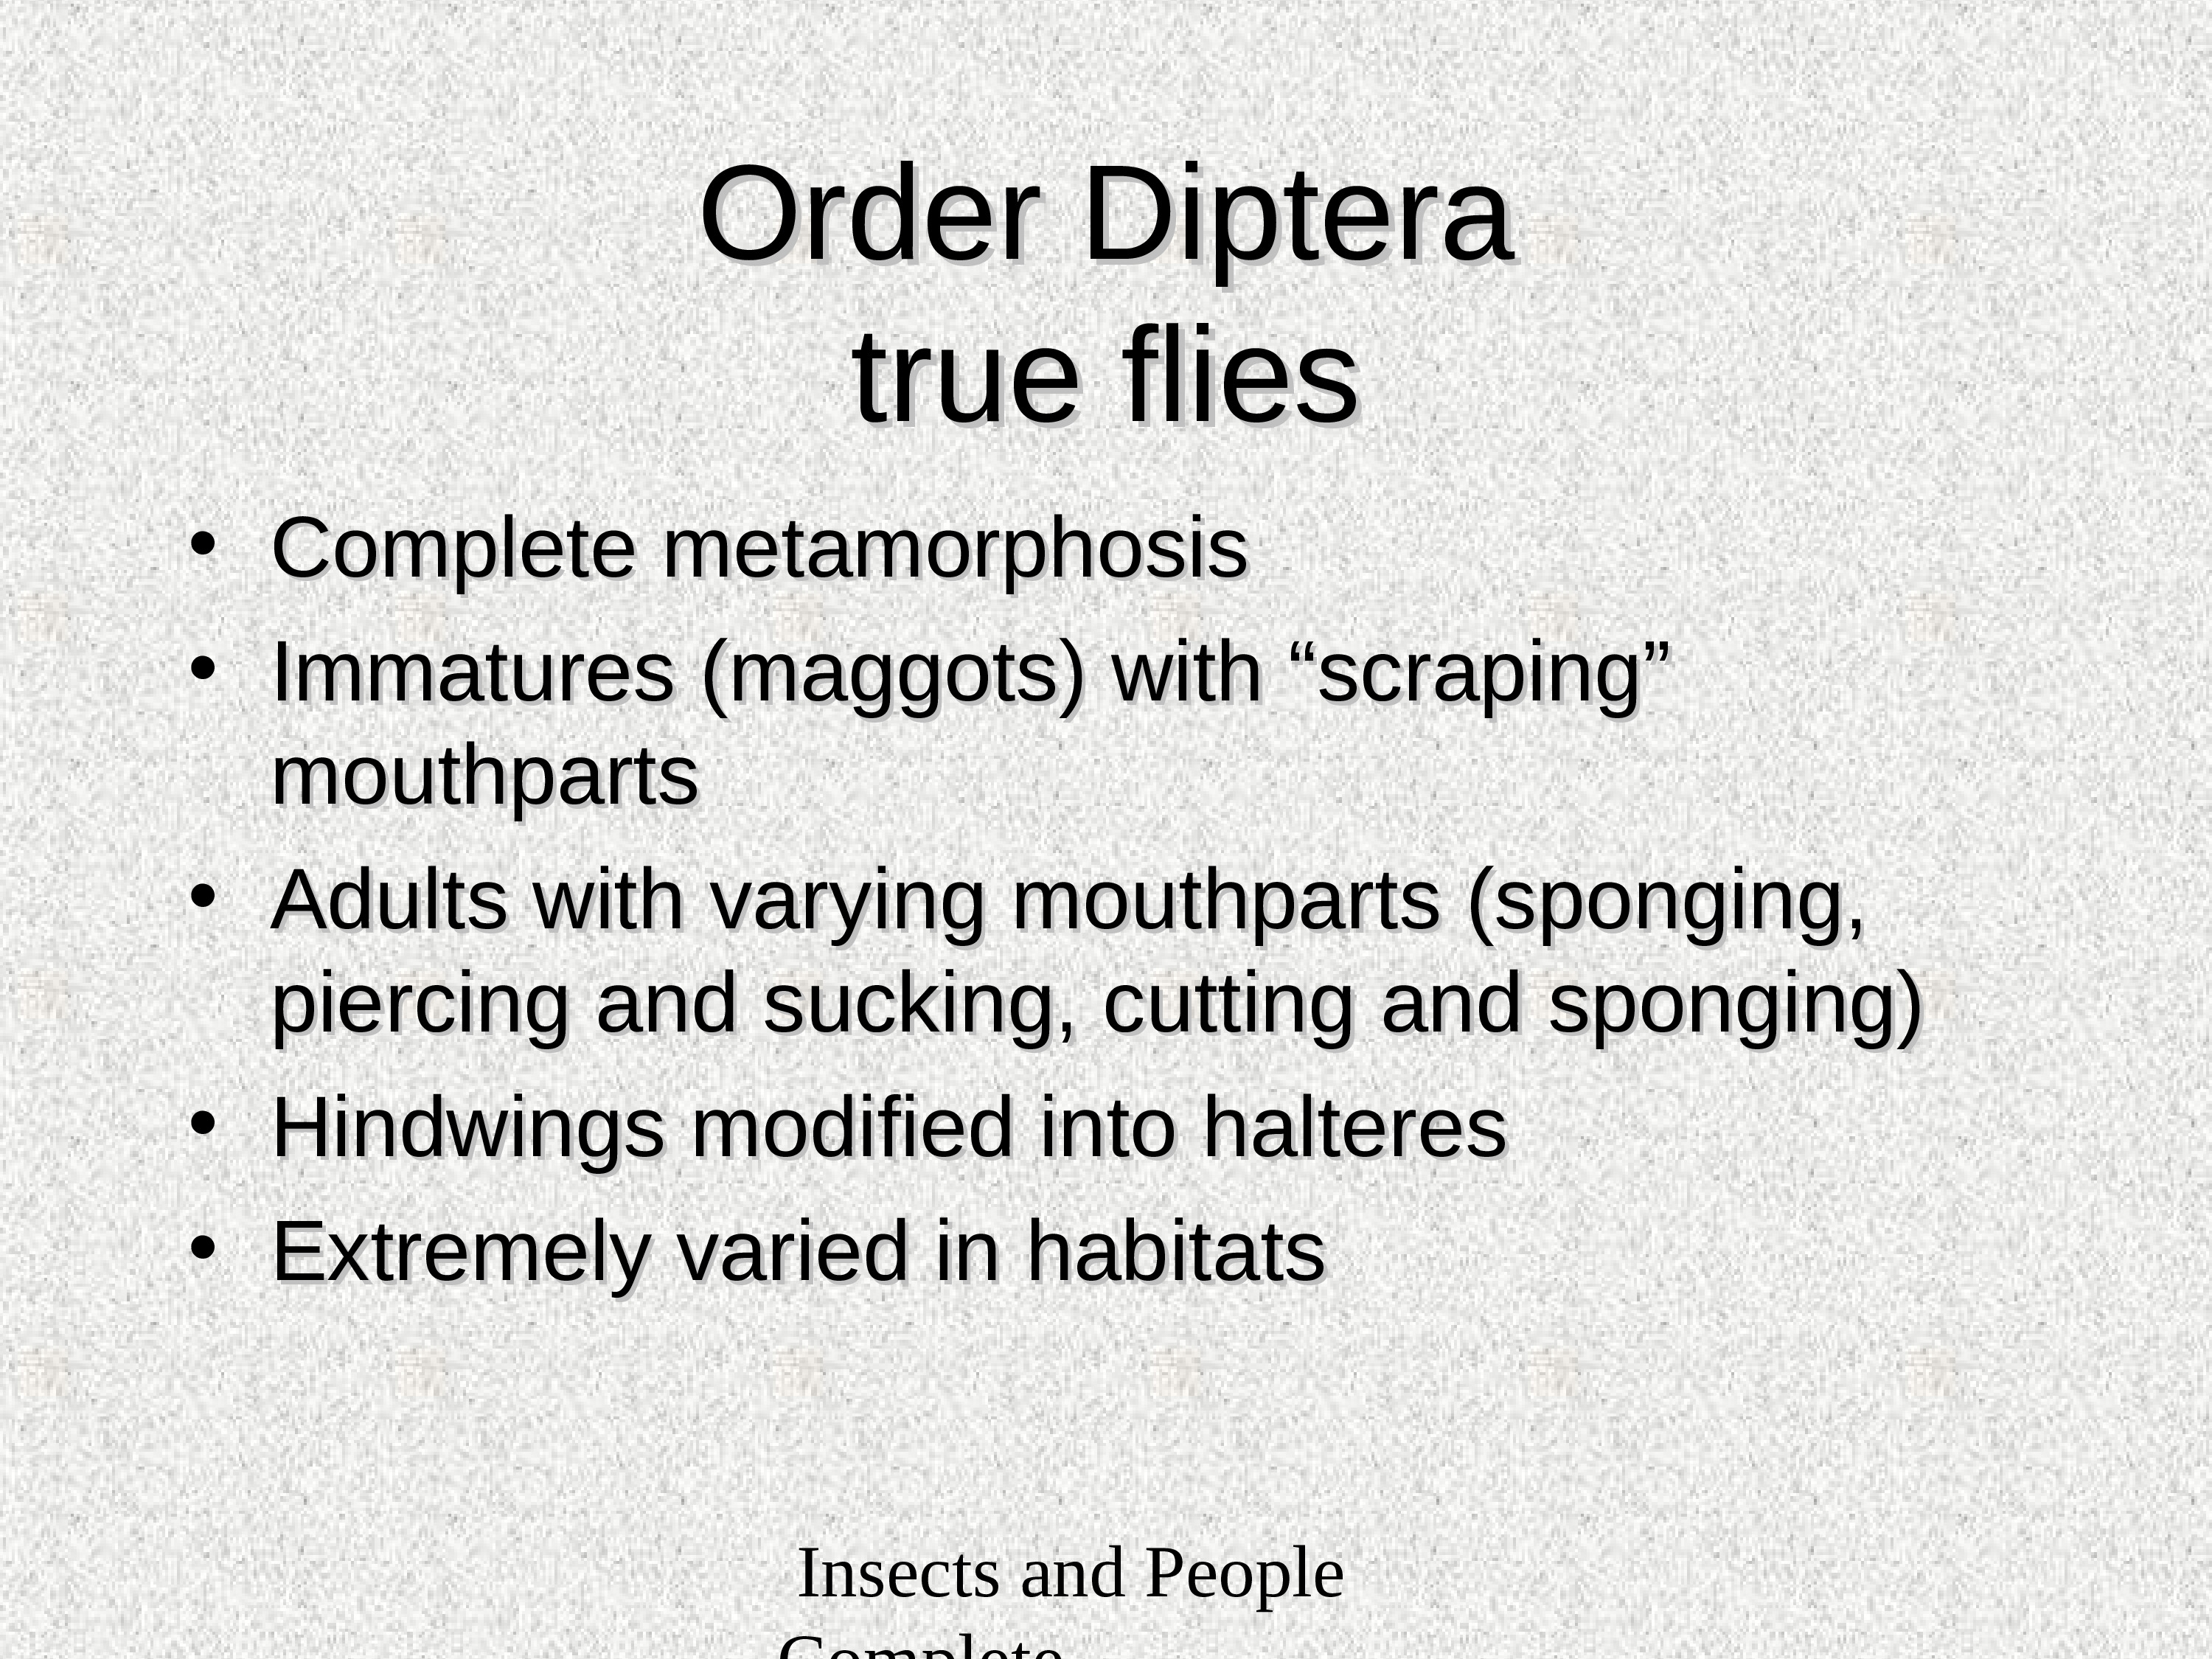 Order Diptera
true flies
• Complete metamorphosis
• Immatures (maggots) with “scraping”
mouthparts
• Adults with varying mouthparts (sponging,
piercing and sucking, cutting and sponging)
• Hindwings modified into halteres
• Extremely varied in habitats
Insects and People
Complete